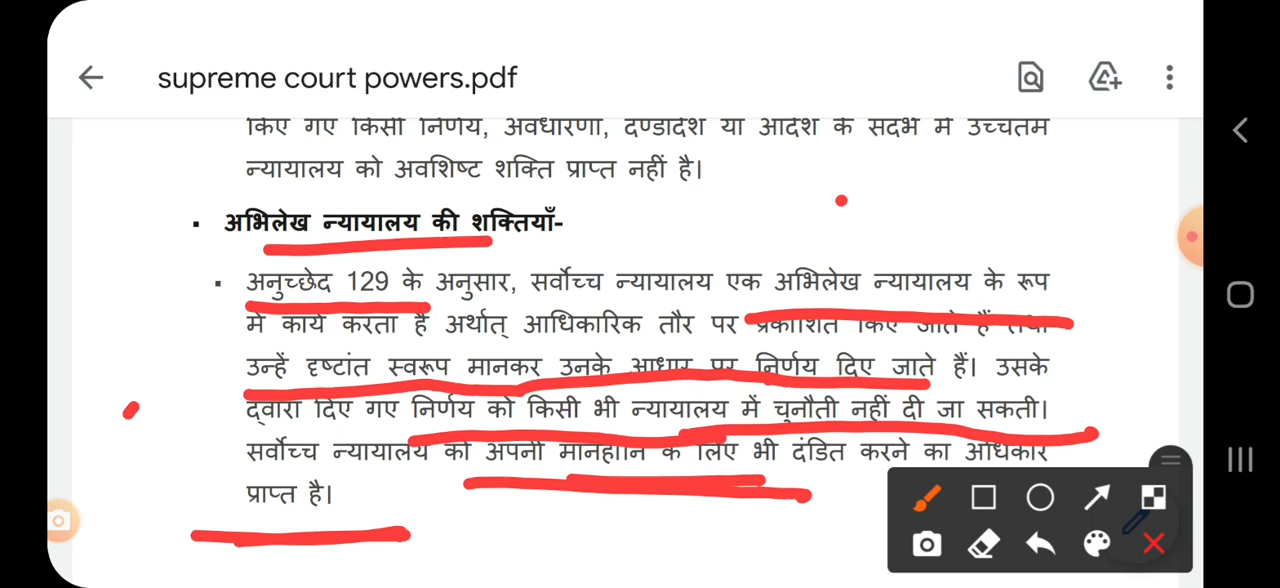 supreme court powers.pdf
किए गए किसी निर्णय, अवधारणा, दण्डादेश या आदेश के संदर्भ में उच्चतम
न्यायालय को अवशिष्ट शक्ति प्राप्त नहीं है।
▪ अभिलेख न्यायालय की शक्तियाँ-
▪ अनुच्छेद 129 के अनुसार, सर्वोच्च न्यायालय एक अभिलेख न्यायालय के रूप
में कार्य करता है अर्थात् आधिकारिक तौर पर प्रकाशित किए जाते हैं तथा
उन्हें दृष्टांत स्वरूप मानकर उनके आधार पर निर्णय दिए जाते हैं। उसके
द्वारा दिए गए निर्णय को किसी भी न्यायालय में चुनौती नहीं दी जा सकती।
सर्वोच्च न्यायालय को अपनी मानहानि के लिए भी दंडित करने का अधिकार
प्राप्त है।